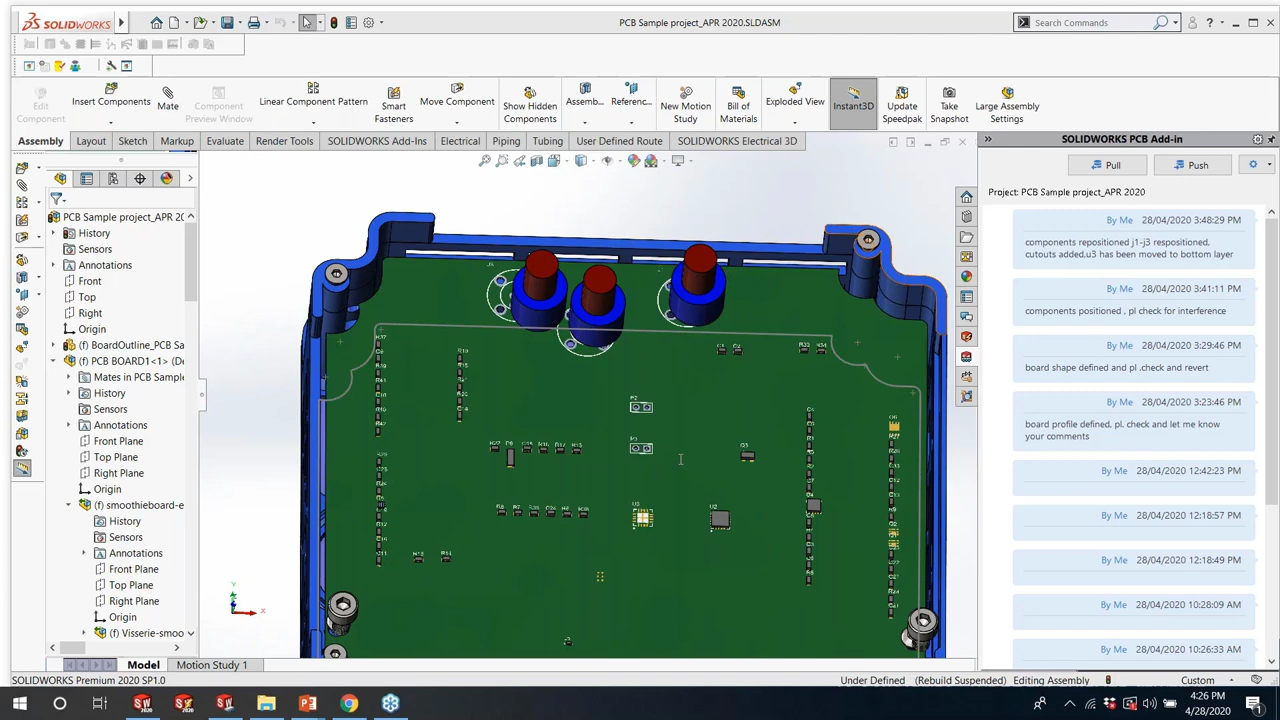 SOLIDWORKS
PCB Sample project_APR 2020.SLDASM
Search Commands
Edit Component
Insert Components
Mate
Component Preview Window
Linear Component Pattern
Smart Fasteners
Move Component
Show Hidden Components
Assemb...
Referenc...
New Motion Study
Bill of Materials
Exploded View
Instant3D
Update Speedpak
Take Snapshot
Large Assembly Settings
Assembly
Layout
Sketch
Markup
Evaluate
Render Tools
SOLIDWORKS Add-Ins
Electrical
Piping
Tubing
User Defined Route
SOLIDWORKS Electrical 3D
SOLIDWORKS PCB Add-in
Pull
Push
Project: PCB Sample project_APR 2020
By Me 28/04/2020 3:48:29 PM
components repositioned j1-j3 respositioned,
cutouts added,u3 has been moved to bottom layer
By Me 28/04/2020 3:41:11 PM
components positioned , pl check for interference
By Me 28/04/2020 3:29:46 PM
board shape defined and pl .check and revert
By Me 28/04/2020 3:23:46 PM
board profile defined, pl. check and let me know
your comments
By Me 28/04/2020 12:42:23 PM
By Me 28/04/2020 12:18:57 PM
By Me 28/04/2020 12:18:49 PM
By Me 28/04/2020 10:28:09 AM
By Me 28/04/2020 10:26:33 AM
PCB Sample project_APR 20
History
Sensors
Annotations
Front
Top
Right
Origin
(f) BoardOutline_PCB Sa
(f) PCB BOARD1<1> (De
Mates in PCB Sample
History
Sensors
Annotations
Front Plane
Top Plane
Right Plane
Origin
(f) smoothieboard-e
History
Sensors
Annotations
Front Plane
Top Plane
Right Plane
Origin
(f) Visserie-smoo
P2
U2
Y
X
Model
Motion Study 1
SOLIDWORKS Premium 2020 SP1.0
Under Defined
(Rebuild Suspended)
Editing Assembly
Custom
4:26 PM
4/28/2020